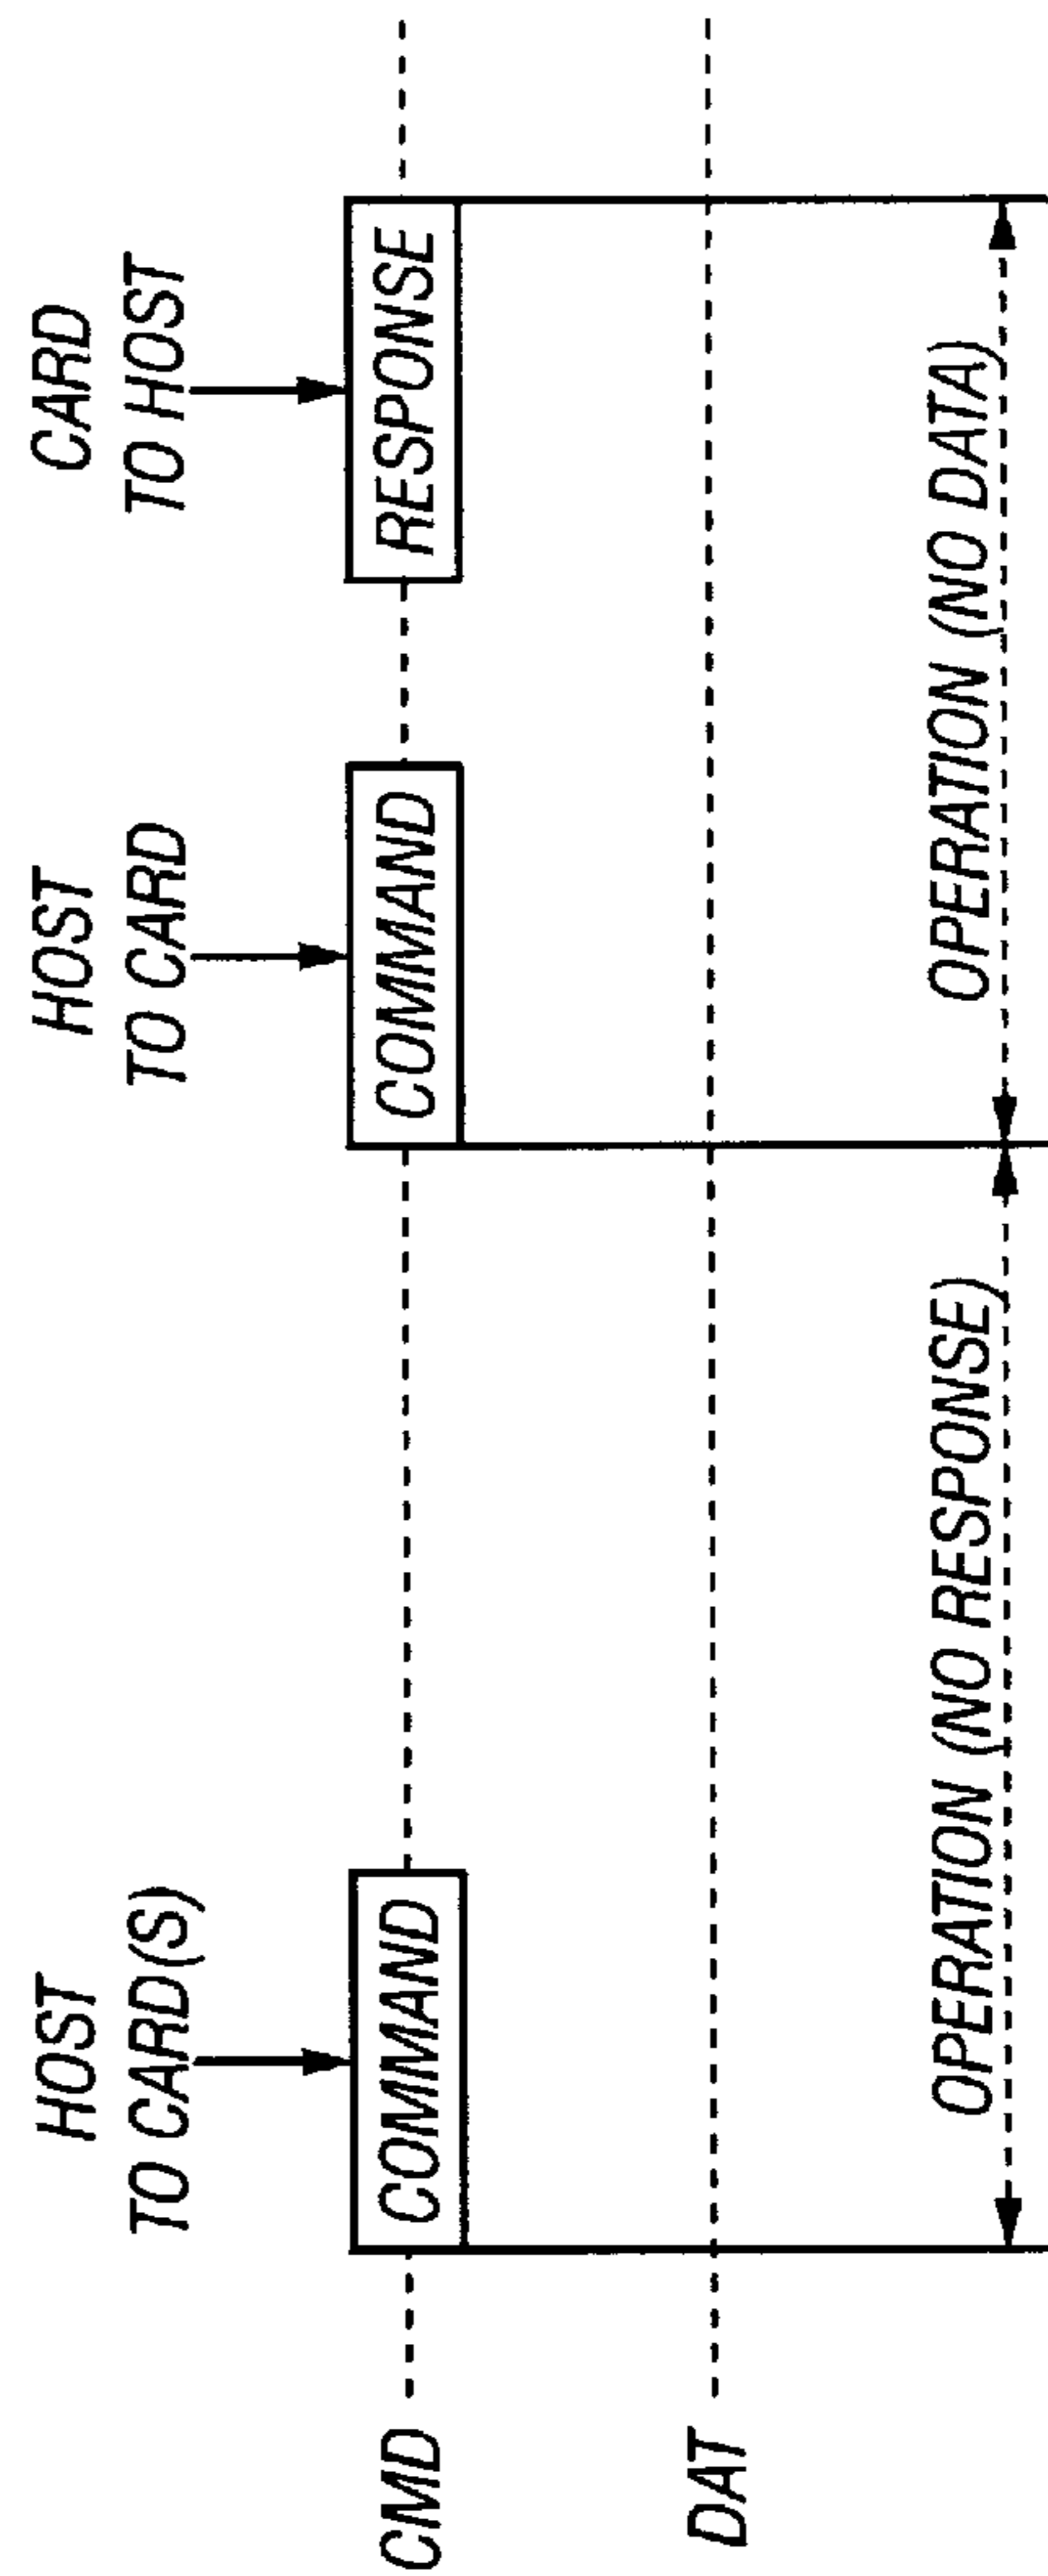 HOST
TO CARD(S)
HOST
TO CARD
CARD
TO HOST
CMD
COMMAND
COMMAND
RESPONSE
DAT
OPERATION (NO RESPONSE)
OPERATION (NO DATA)